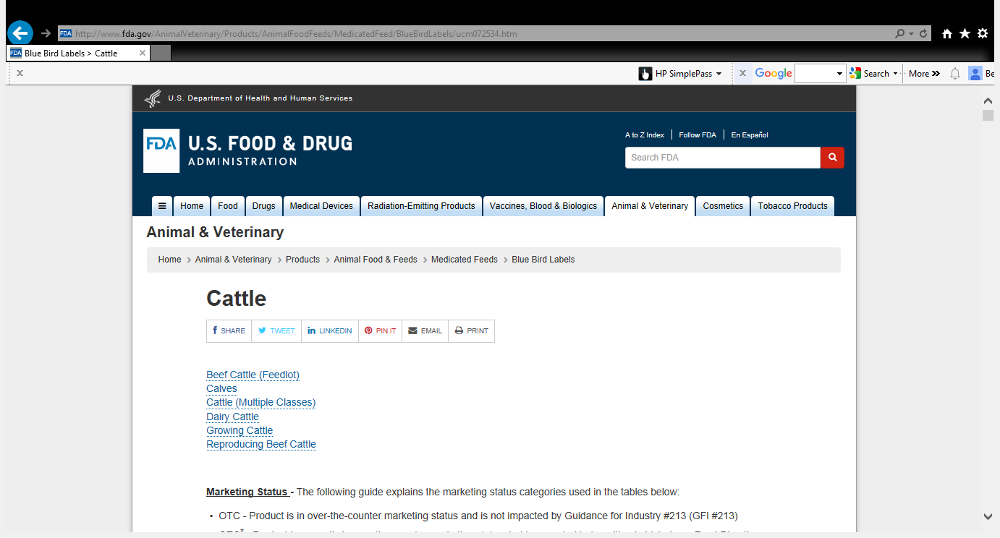 http://www.fda.gov/AnimalVeterinary/Products/AnimalFoodFeeds/MedicatedFeed/BlueBirdLabels/ucm072534.htm
FDA Blue Bird Labels > Cattle
HP SimplePass Google Search More »
U.S. Department of Health and Human Services
FDA U.S. FOOD & DRUG
ADMINISTRATION
A to Z Index Follow FDA En Español
Search FDA
Home Food Drugs Medical Devices Radiation-Emitting Products Vaccines, Blood & Biologics Animal & Veterinary Cosmetics Tobacco Products
Animal & Veterinary
Home > Animal & Veterinary > Products > Animal Food & Feeds > Medicated Feeds > Blue Bird Labels
Cattle
SHARE TWEET LINKEDIN PIN IT EMAIL PRINT
Beef Cattle (Feedlot)
Calves
Cattle (Multiple Classes)
Dairy Cattle
Growing Cattle
Reproducing Beef Cattle
Marketing Status - The following guide explains the marketing status categories used in the tables below:
• OTC - Product is in over-the-counter marketing status and is not impacted by Guidance for Industry #213 (GFI #213)